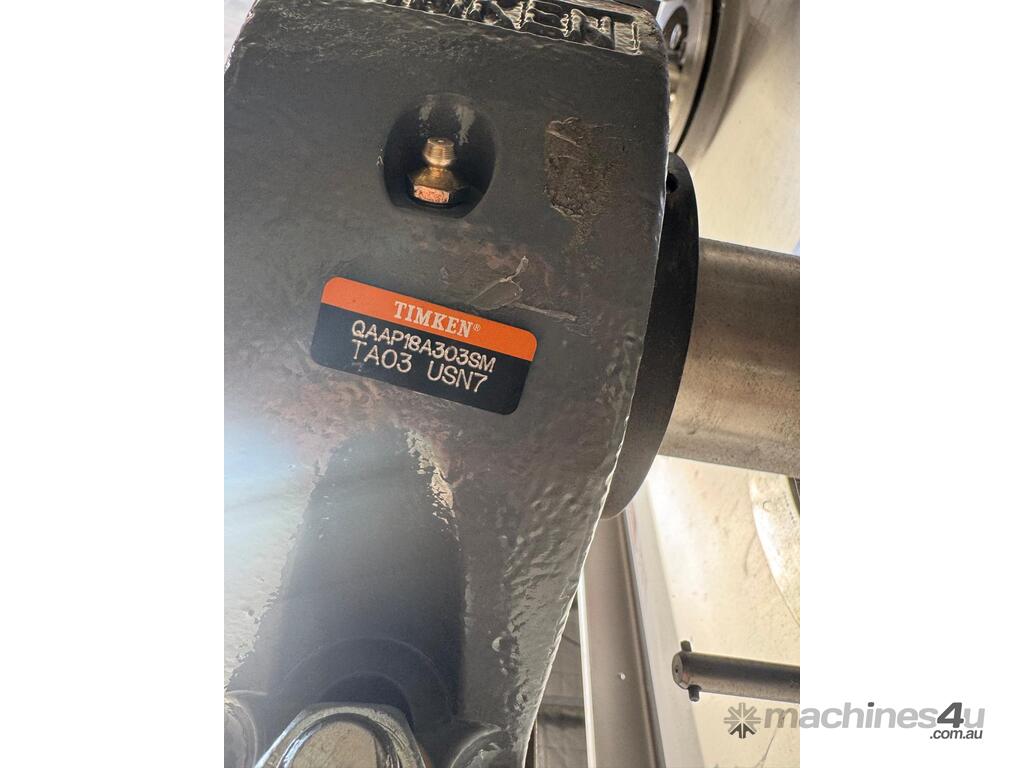 TIMKEN®
QAAP18A303SM
TA03 USN7
machines4u
.com.au